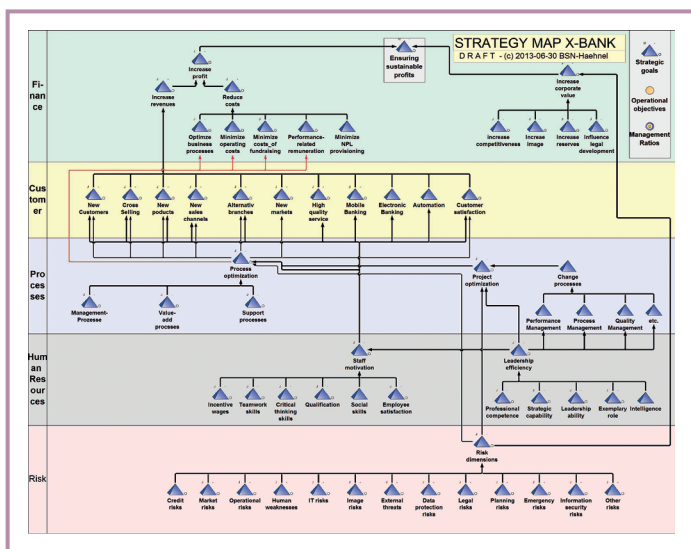 STRATEGY MAP X-BANK
D R A F T - (c) 2013-06-30 BSN-Haehnel
Ensuring
sustainable
profits
Strategic
goals
Operational
objectives
Management
Ratios
Fi
nan
ce
Increase
profit
Increase
revenues
Reduce
costs
Increase
corporate
value
Optimize
business
processes
Minimize
operating
costs
Minimize
costs_of
fundraising
Performance-
related
remuneration
Minimize
NPL
provisioning
Increase
competitiveness
Increae
image
Increase
reserves
Influence
legal
development
Cus
tom
er
New
Customers
Cross
Selling
New
poducts
New
sales
channels
Alternativ
branches
New
markets
High
quality
service
Mobile
Banking
Electronic
Banking
Automation
Customer
satisfaction
Pro
ces
ses
Process
optimization
Project
optimization
Change
processes
Management-
Prozesse
Value-
add
procsses
Support
processes
Performance
Management
Process
Management
Quality
Management
etc.
Hum
an
Res
our
ces
Staff
motivation
Leadership
efficiency
Incentive
wages
Teamwork
skills
Critical
thinking
skills
Qualification
Social
skills
Employee
satisfaction
Professional
competence
Strategic
capability
Leadership
ability
Exemplary
role
Intelligence
Risk
Risk
dimensions
Credit
risks
Market
risks
Operational
risks
Human
weaknesses
IT risks
Image
risks
External
threats
Data
protection
risks
Legal
risks
Planning
risks
Emergency
risks
Information
security
risks
Other
risks